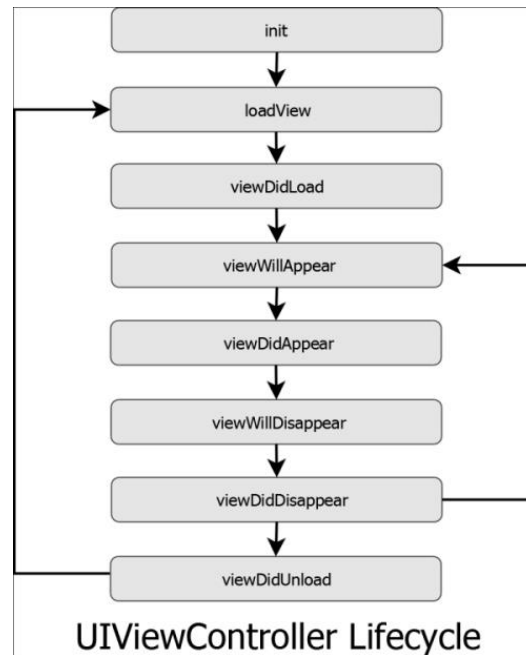 init
loadView
viewDidLoad
viewWillAppear
viewDidAppear
viewWillDisappear
viewDidDisappear
viewDidUnload
UIViewController Lifecycle